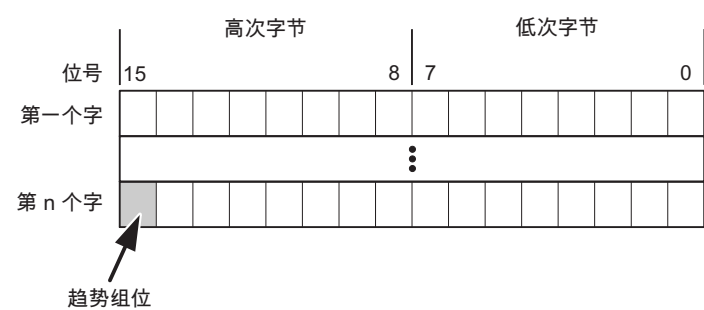 高次字节 低次字节
位号 15 8 7 0
第一个字
第 n 个字
趋势组位